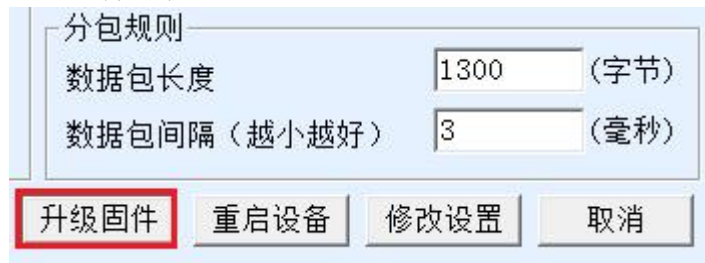 分包规则
数据包长度 1300 (字节)
数据包间隔（越小越好） 3 (毫秒)
升级固件 重启设备 修改设置 取消